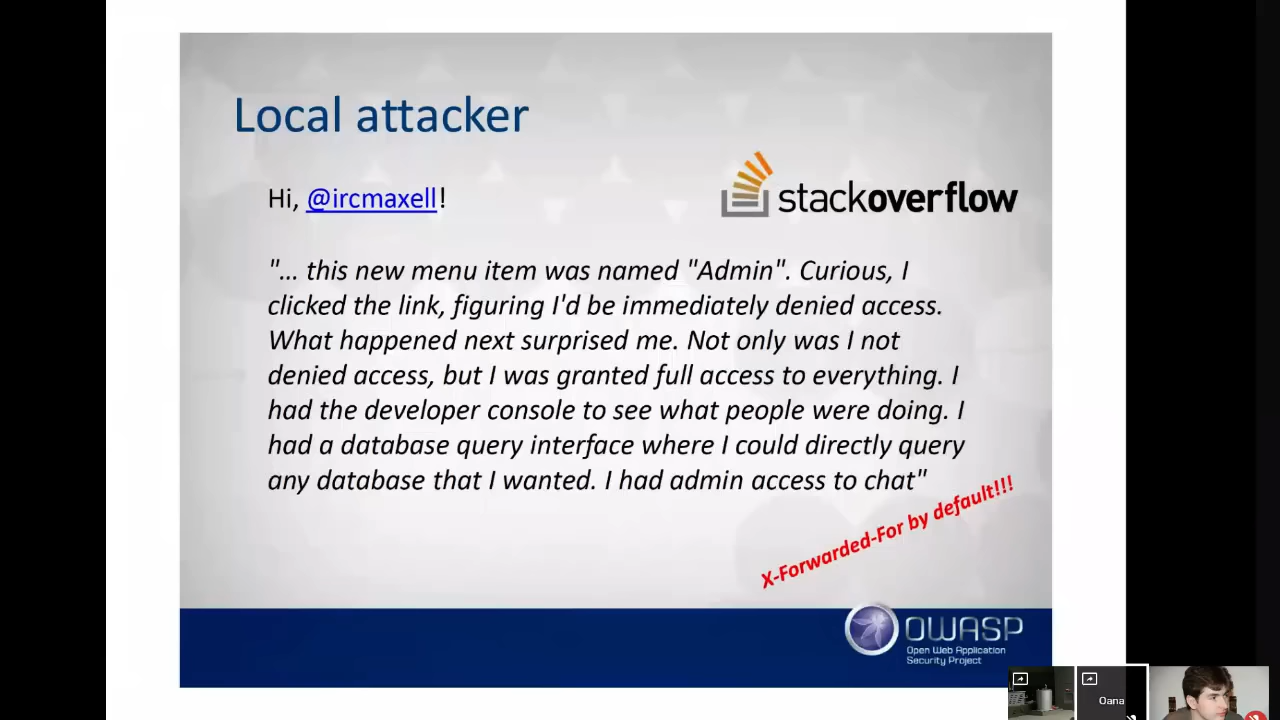 Local attacker
Hi, @ircmaxell!
stackoverflow
"... this new menu item was named "Admin". Curious, I
clicked the link, figuring I'd be immediately denied access.
What happened next surprised me. Not only was I not
denied access, but I was granted full access to everything. I
had the developer console to see what people were doing. I
had a database query interface where I could directly query
any database that I wanted. I had admin access to chat"
X-Forwarded-For by default!!!
OWASP
Open Web Application
Security Project
Oana